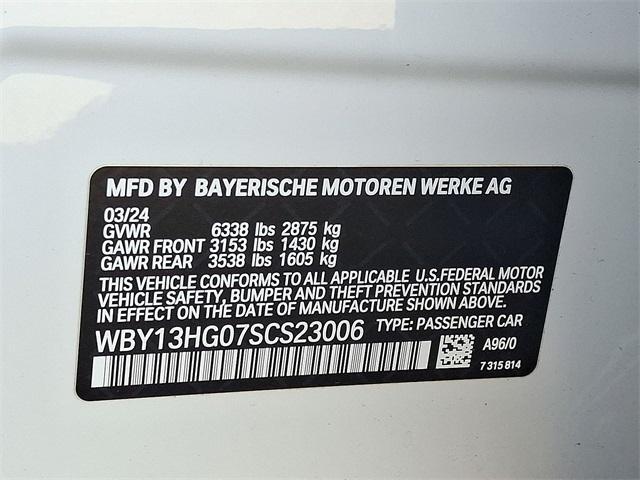 MFD BY BAYERISCHE MOTOREN WERKE AG
03/24
GVWR 6338 lbs 2875 kg
GAWR FRONT 3153 lbs 1430 kg
GAWR REAR 3538 lbs 1605 kg
THIS VEHICLE CONFORMS TO ALL APPLICABLE U.S.FEDERAL MOTOR
VEHICLE SAFETY, BUMPER AND THEFT PREVENTION STANDARDS
IN EFFECT ON THE DATE OF MANUFACTURE SHOWN ABOVE.
WBY13HG07SCS23006 TYPE: PASSENGER CAR
A96/0
7 315 814